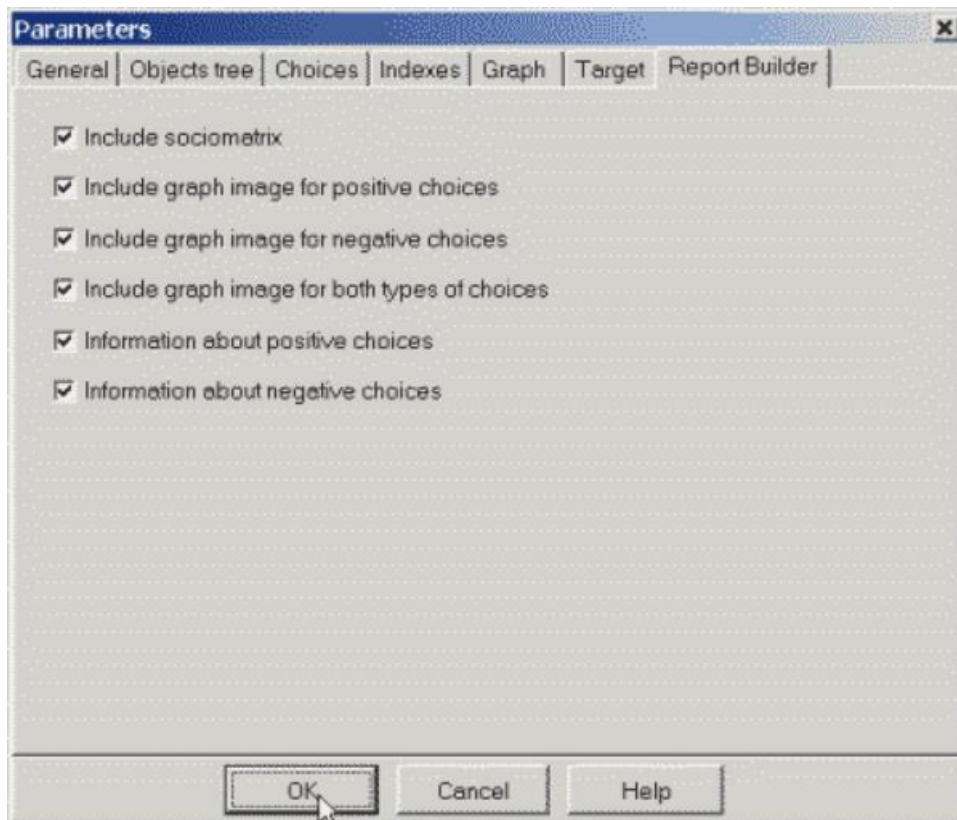 Parameters
General Objects tree Choices Indexes Graph Target Report Builder
Include sociomatrix
Include graph image for positive choices
Include graph image for negative choices
Include graph image for both types of choices
Information about positive choices
Information about negative choices
OK Cancel Help